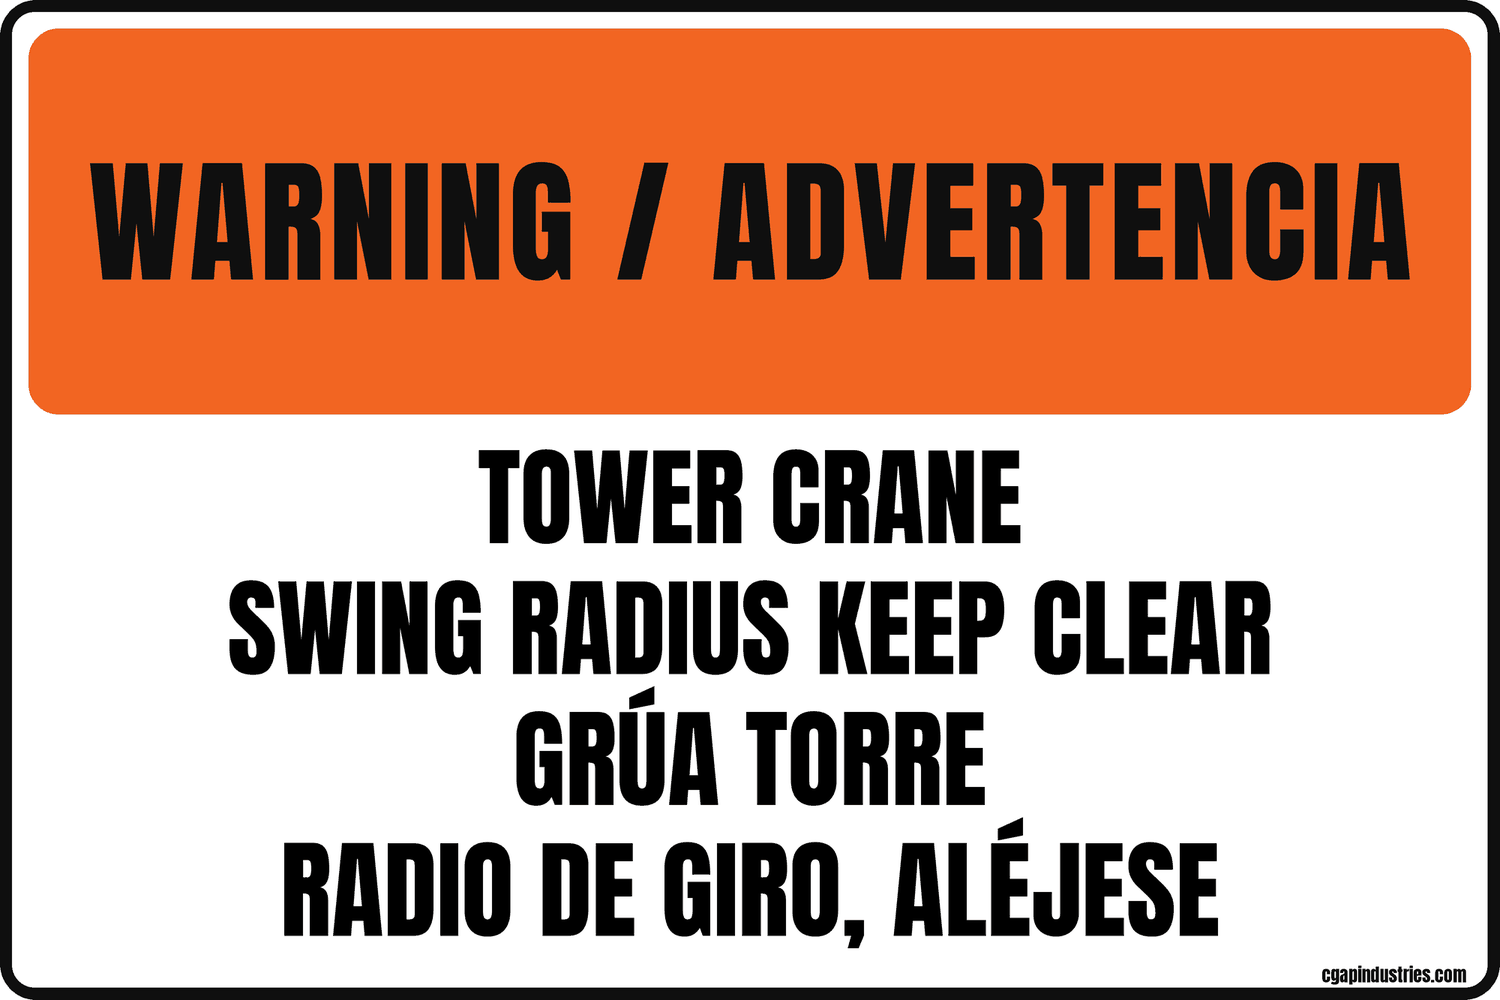 WARNING / ADVERTENCIA
TOWER CRANE
SWING RADIUS KEEP CLEAR
GRÚA TORRE
RADIO DE GIRO, ALÉJESE
cgapindustries.com